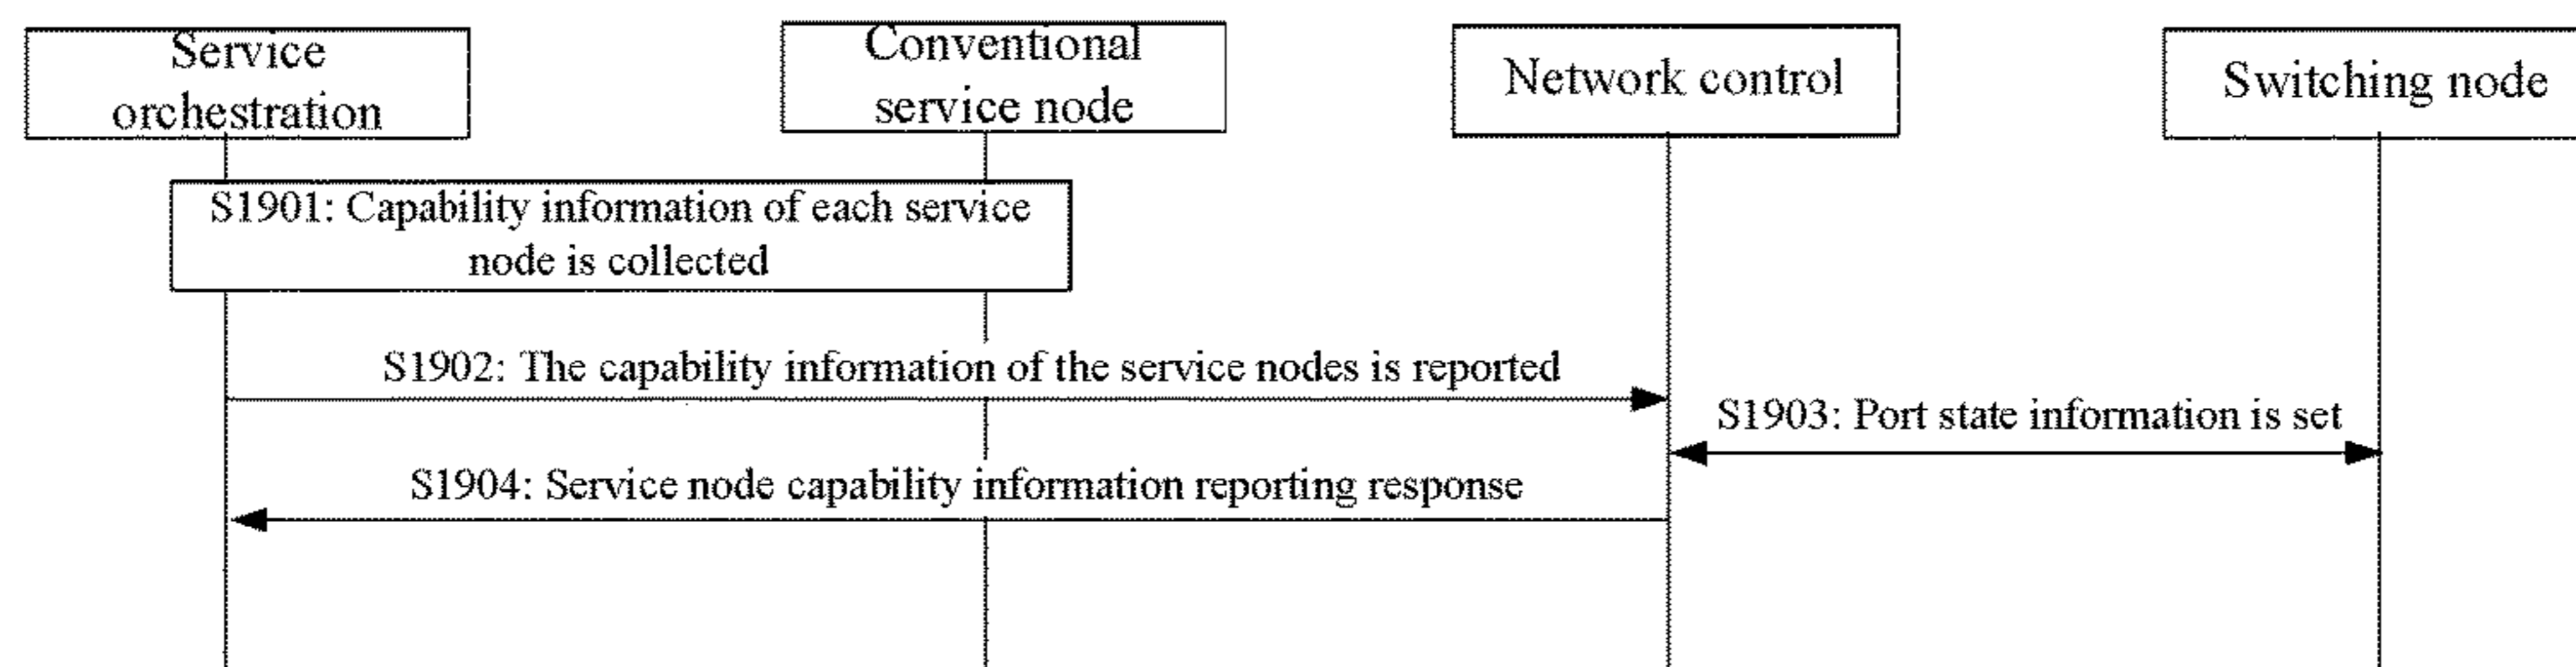 Service
orchestration
Conventional
service node
Network control
Switching node
S1901: Capability information of each service
node is collected
S1902: The capability information of the service nodes is reported
S1903: Port state information is set
S1904: Service node capability information reporting response